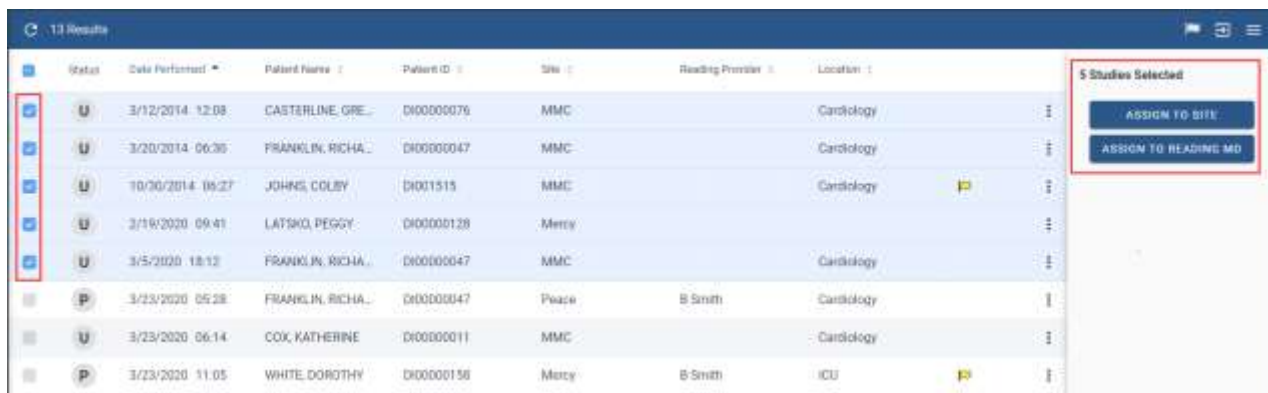 13 Results
Status Date Performed Patient Name Patient ID Site Reading Provider Location
5 Studies Selected
U 3/12/2014 12:08 CASTERLINE, GRE... DI00000076 MMC Cardiology
ASSIGN TO SITE
U 3/20/2014 06:36 FRANKLIN, RICHA... DI00000047 MMC Cardiology
ASSIGN TO READING MD
U 10/30/2014 06:27 JOHNS, COLBY DI001515 MMC Cardiology
U 2/19/2020 09:41 LATSKO, PEGGY DI00000128 Mercy
U 3/5/2020 18:12 FRANKLIN, RICHA... DI00000047 MMC Cardiology
P 3/23/2020 05:28 FRANKLIN, RICHA... DI00000047 Peace B Smith Cardiology
U 3/23/2020 06:14 COX, KATHERINE DI00000011 MMC Cardiology
P 3/23/2020 11:05 WHITE, DOROTHY DI00000158 Mercy B Smith ICU